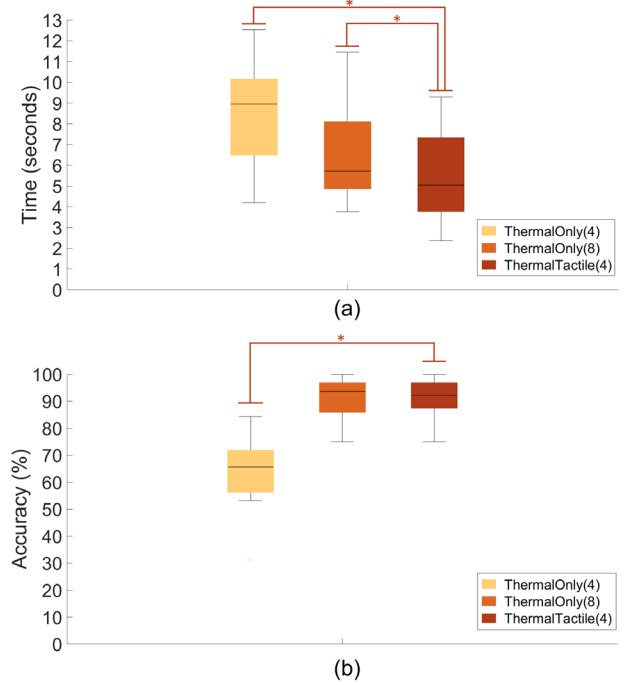 *
*
13
12
11
10
9
8
7
6
5
4
3
2
1
0
Time (seconds)
ThermalOnly(4)
ThermalOnly(8)
ThermalTactile(4)
(a)
*
100
90
80
70
60
50
40
30
20
10
0
Accuracy (%)
ThermalOnly(4)
ThermalOnly(8)
ThermalTactile(4)
(b)